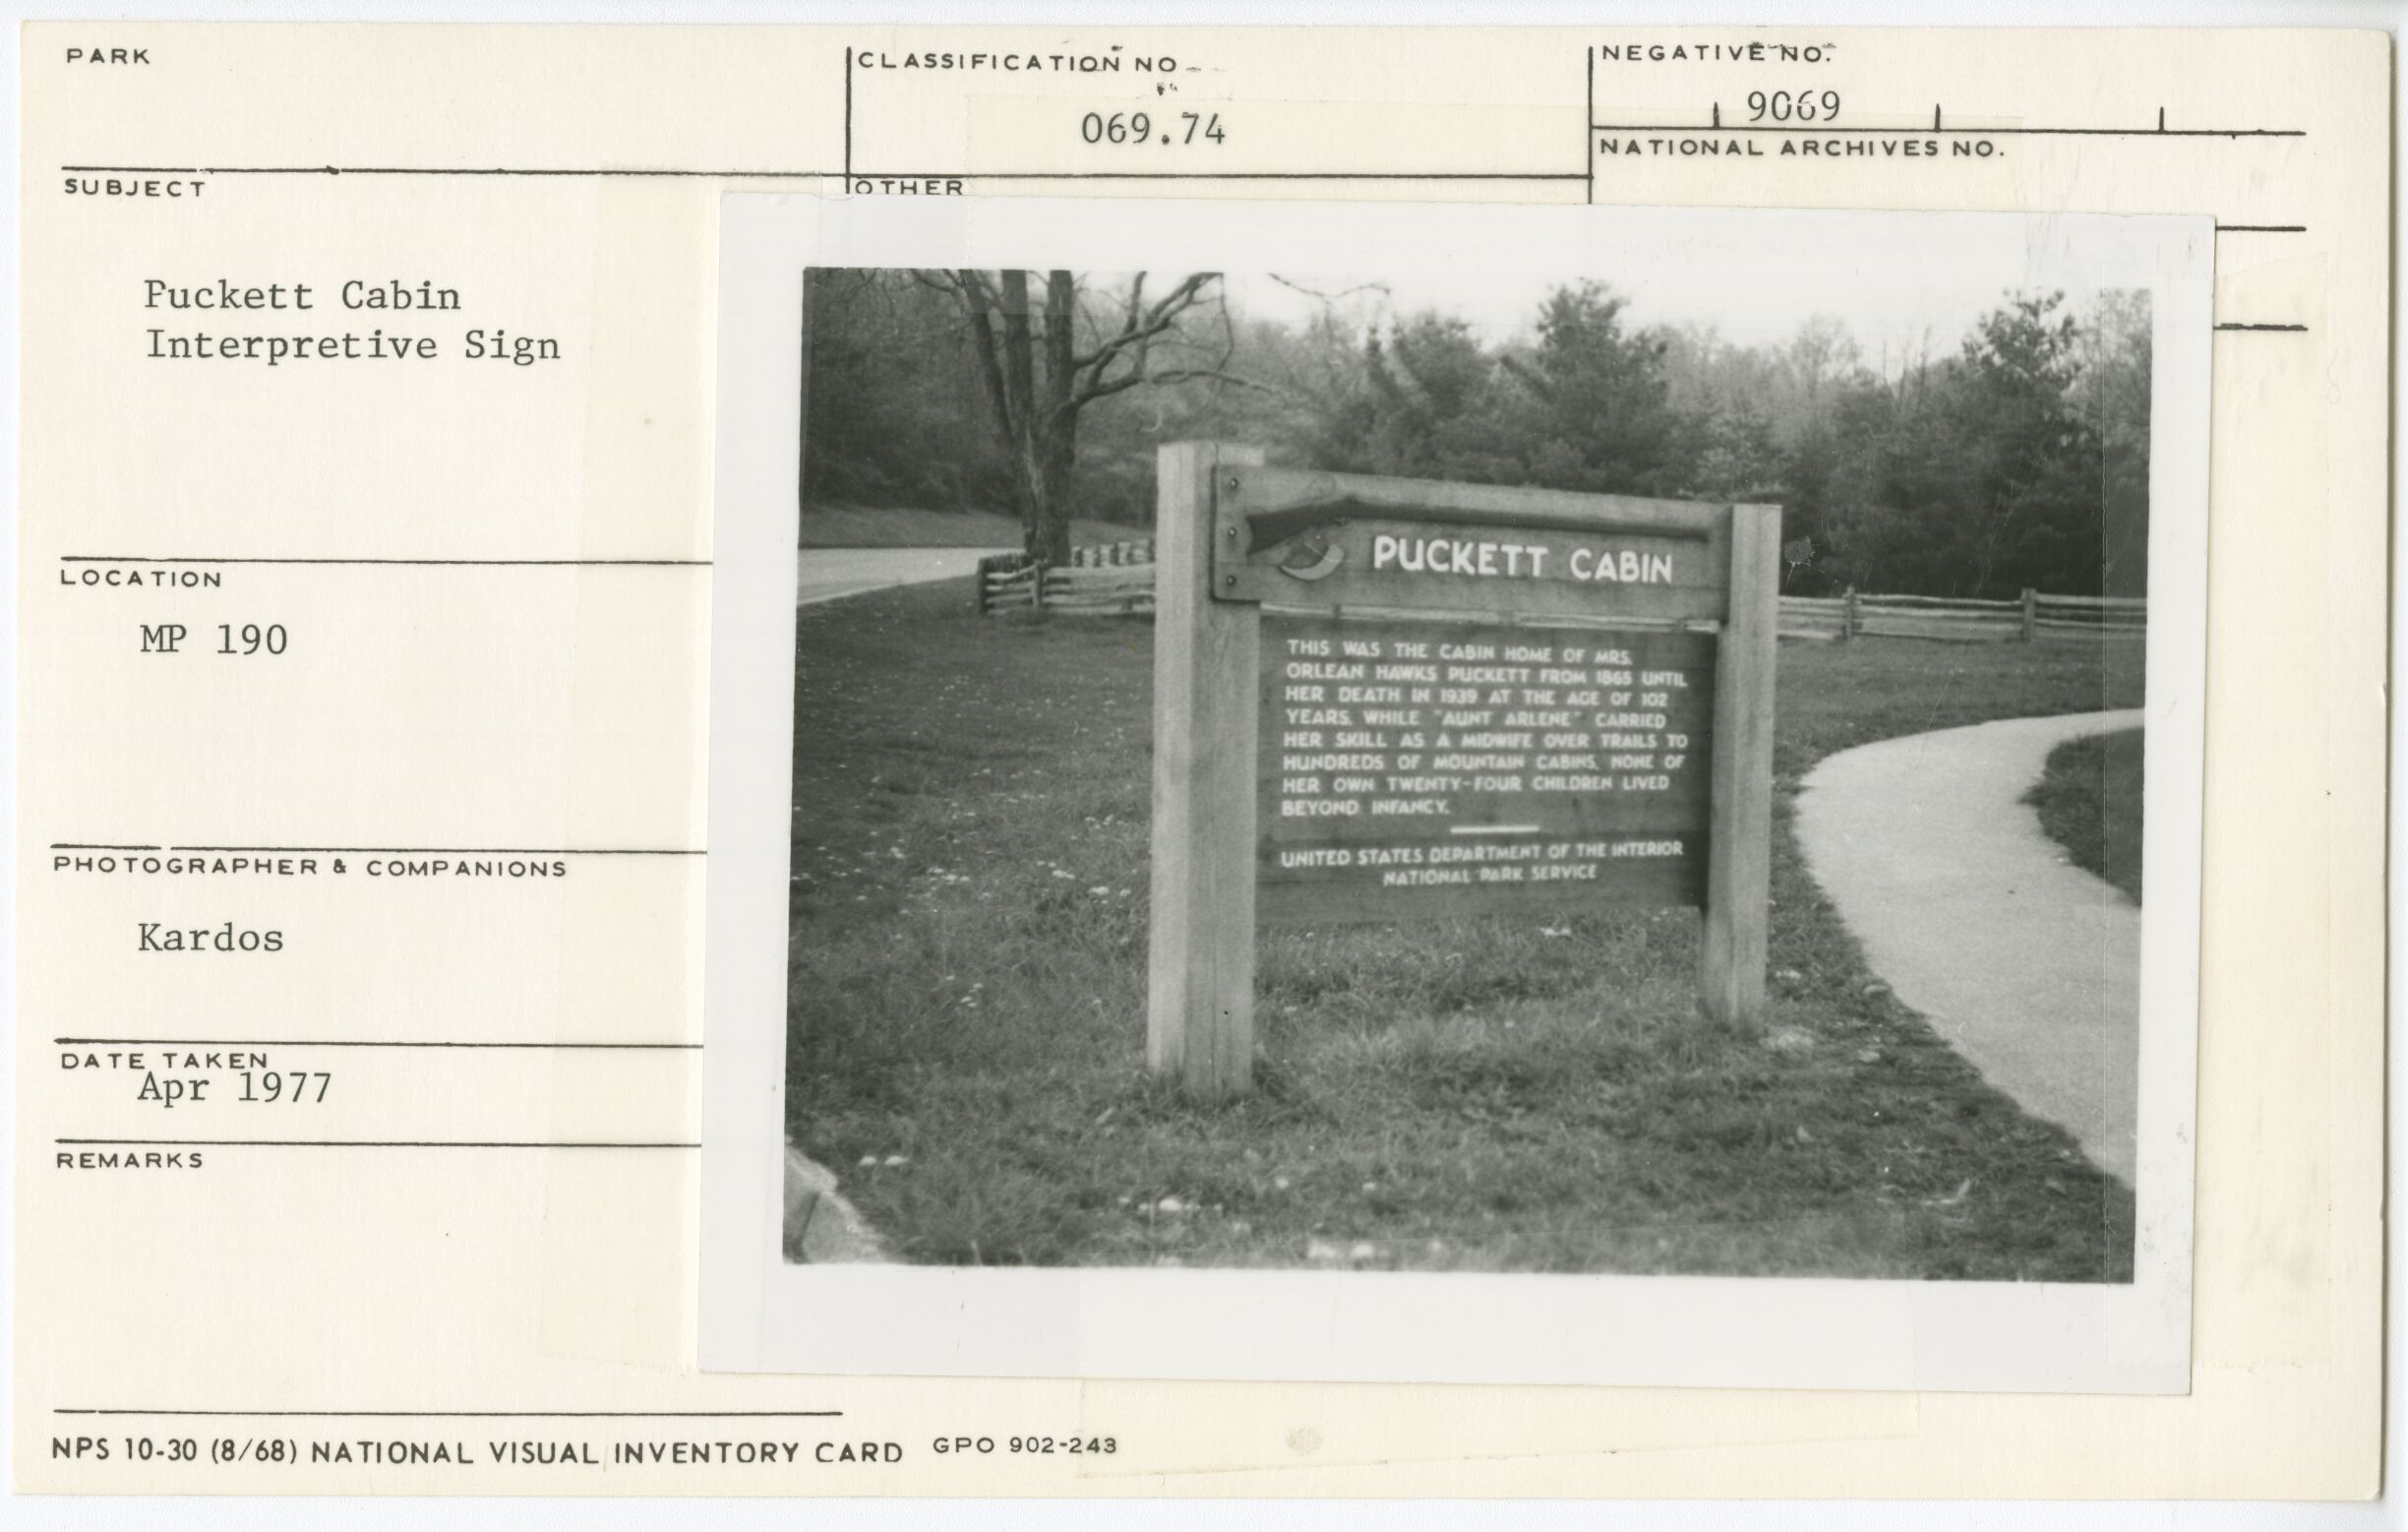 PARK
CLASSIFICATION NO
069.74
NEGATIVE NO.
9069
NATIONAL ARCHIVES NO.
SUBJECT
OTHER
Puckett Cabin
Interpretive Sign
LOCATION
MP 190
PHOTOGRAPHER & COMPANIONS
Kardos
DATE TAKEN
Apr 1977
REMARKS
PUCKETT CABIN
THIS WAS THE CABIN HOME OF MRS.
ORLEAN HAWKS PUCKETT FROM 1865 UNTIL
HER DEATH IN 1939 AT THE AGE OF 102
YEARS. WHILE "AUNT ARLENE" CARRIED
HER SKILL AS A MIDWIFE OVER TRAILS TO
HUNDREDS OF MOUNTAIN CABINS, NONE OF
HER OWN TWENTY-FOUR CHILDREN LIVED
BEYOND INFANCY.
UNITED STATES DEPARTMENT OF THE INTERIOR
NATIONAL PARK SERVICE
NPS 10-30 (8/68) NATIONAL VISUAL INVENTORY CARD GPO 902-243